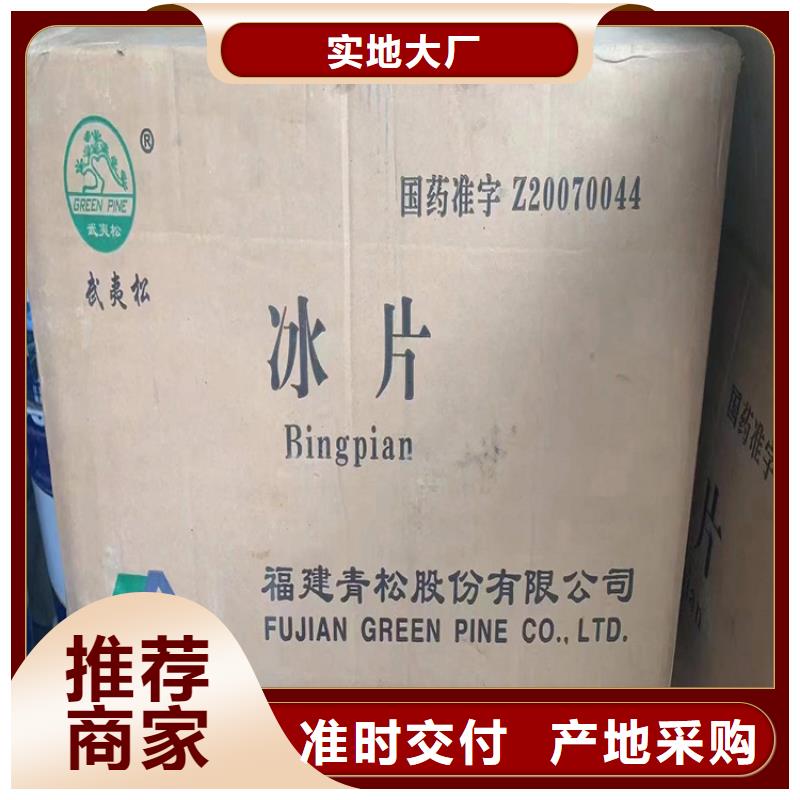 实地大厂
GREEN PINE
武夷松
®
武夷松
国药准字 Z20070044
冰片
Bingpian
福建青松股份有限公司
FUJIAN GREEN PINE CO., LTD.
国药准字
片
ian
推荐
商家
准时交付 产地采购